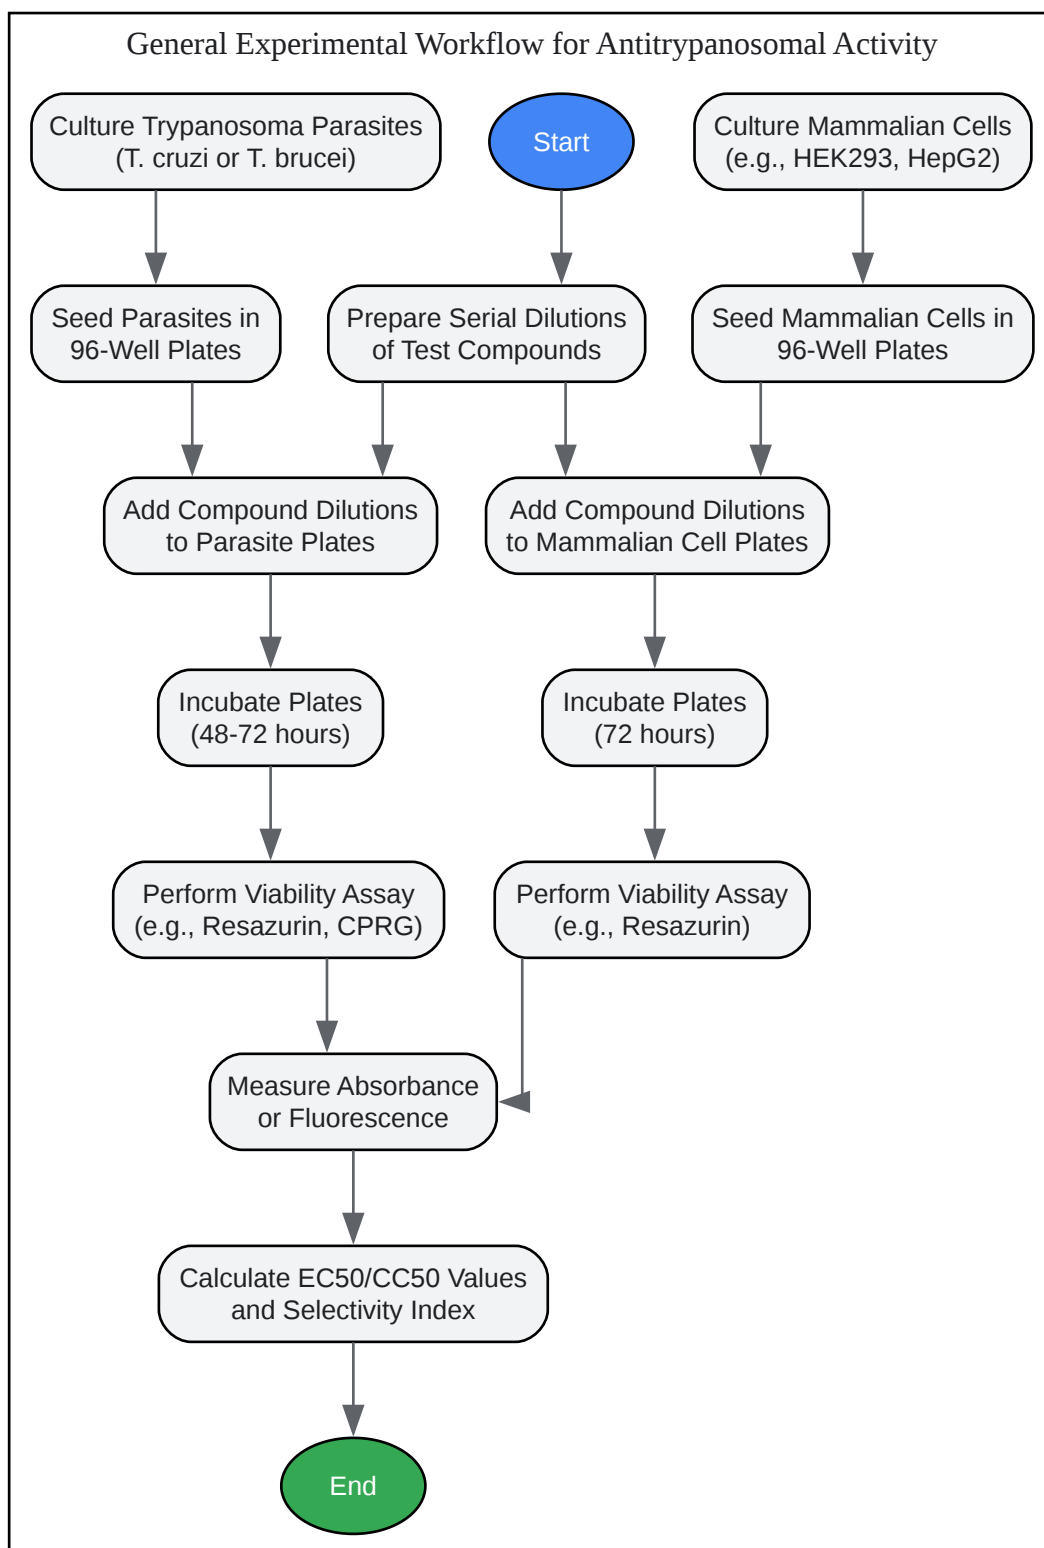 General Experimental Workflow for Antitrypanosomal Activity
Culture Trypanosoma Parasites
(T. cruzi or T. brucei)
Start
Culture Mammalian Cells
(e.g., HEK293, HepG2)
Seed Parasites in
96-Well Plates
Prepare Serial Dilutions
of Test Compounds
Seed Mammalian Cells in
96-Well Plates
Add Compound Dilutions
to Parasite Plates
Add Compound Dilutions
to Mammalian Cell Plates
Incubate Plates
(48-72 hours)
Incubate Plates
(72 hours)
Perform Viability Assay
(e.g., Resazurin, CPRG)
Perform Viability Assay
(e.g., Resazurin)
Measure Absorbance
or Fluorescence
Calculate EC50/CC50 Values
and Selectivity Index
End